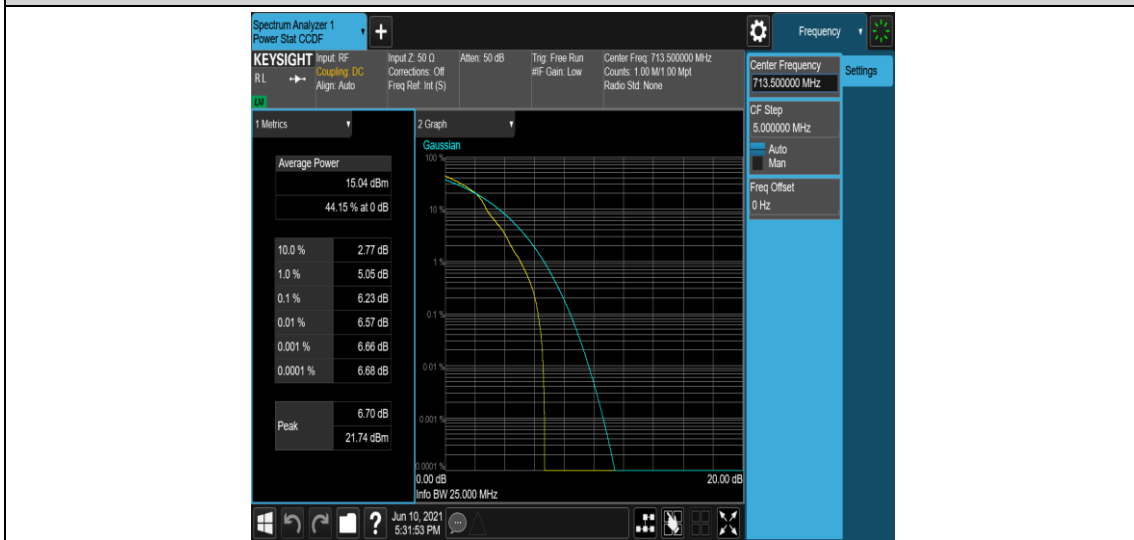 Spectrum Analyzer 1
Power Stat CCDF
+
Frequency
KEYSIGHT
RL
LXI
Input: RF
Coupling: DC
Align: Auto
Input Z: 50 Ω
Corrections: Off
Freq Ref: Int (S)
Atten: 50 dB
Trig: Free Run
#IF Gain: Low
Center Freq: 713.500000 MHz
Counts: 1.00 M/1.00 Mpt
Radio Std: None
Center Frequency
713.500000 MHz
Settings
CF Step
5.000000 MHz
Auto
Man
Freq Offset
0 Hz
1 Metrics
Average Power
15.04 dBm
44.15 % at 0 dB
10.0 % 2.77 dB
1.0 % 5.05 dB
0.1 % 6.23 dB
0.01 % 6.57 dB
0.001 % 6.66 dB
0.0001 % 6.68 dB
Peak 6.70 dB
21.74 dBm
2 Graph
Gaussian
100 %
10 %
1 %
0.1 %
0.01 %
0.001 %
0.0001 %
0.00 dB 20.00 dB
Info BW 25.000 MHz
?
Jun 10, 2021
5:31:53 PM